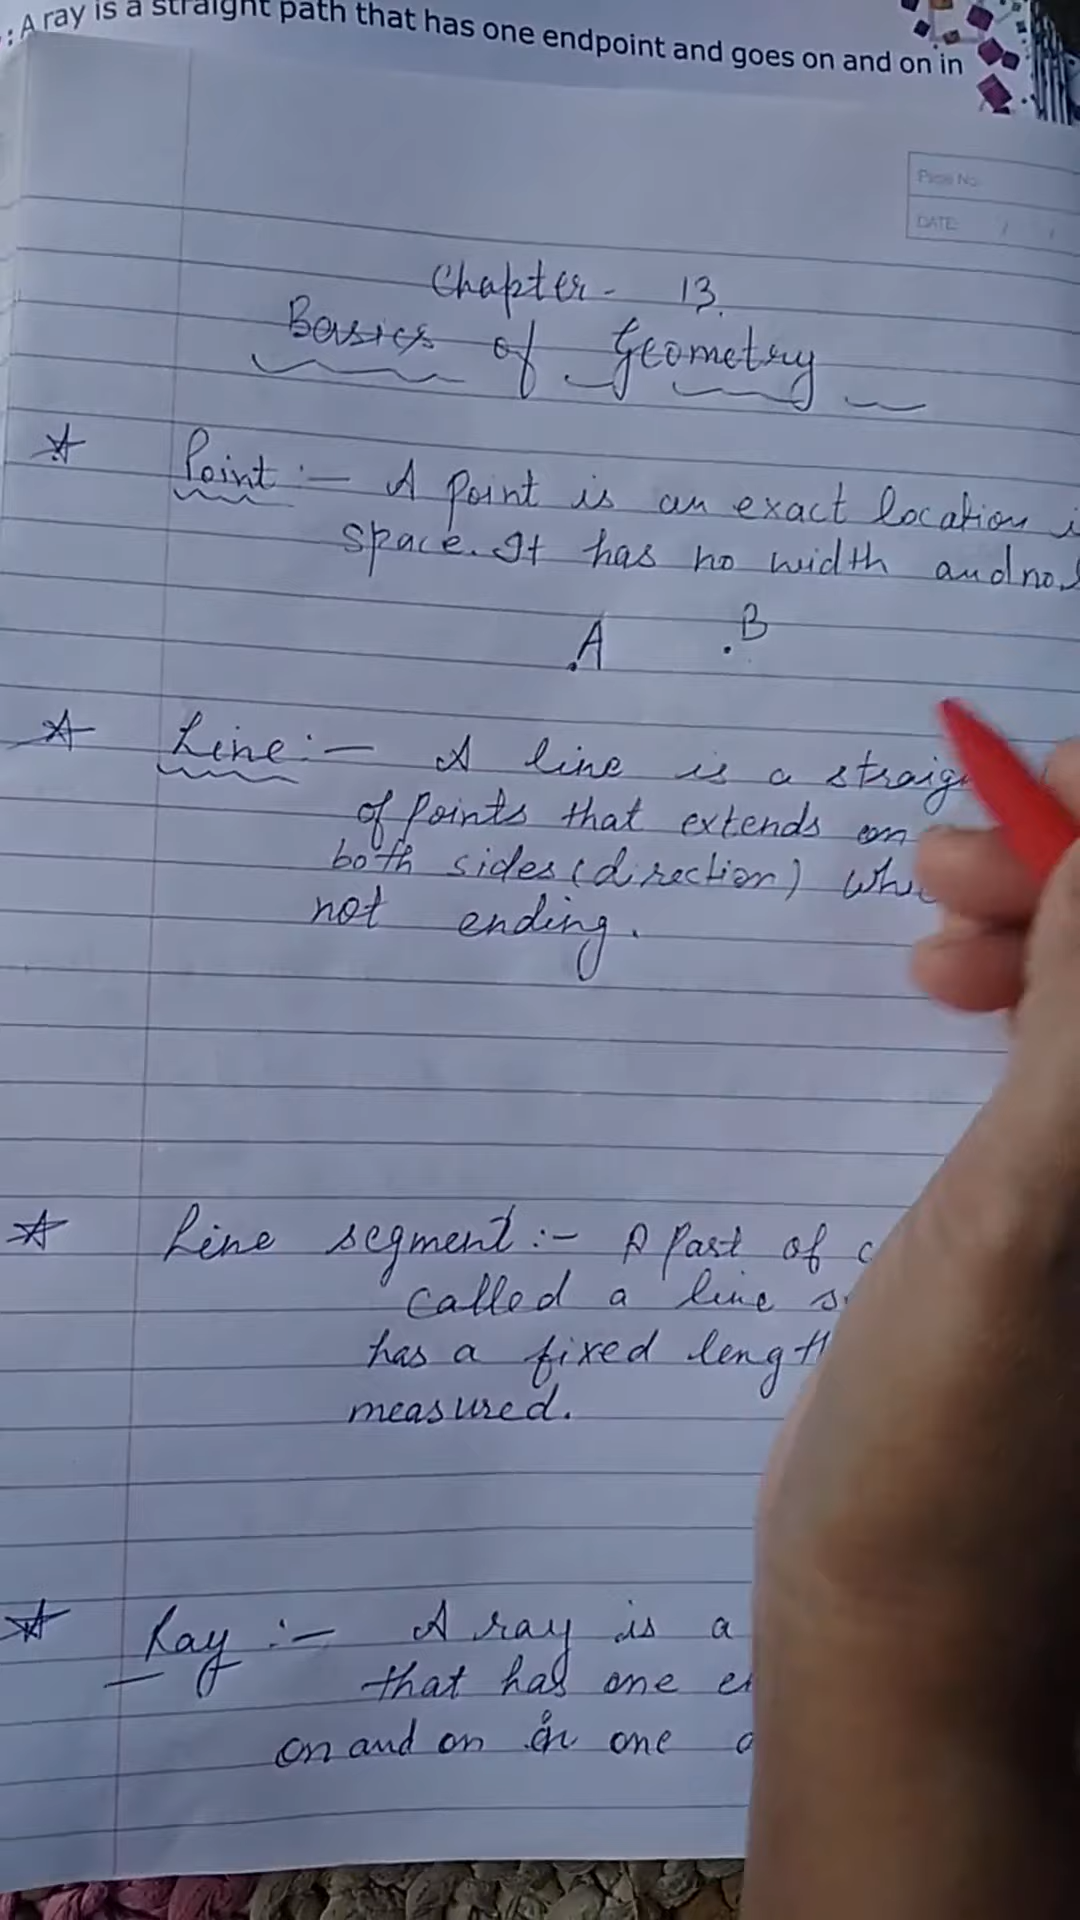 : A ray is a straight path that has one endpoint and goes on and on in
Page No.
DATE: / /
Chapter - 13.
Basics of Geometry
Point :- A point is an exact location
space. It has no width and no
A B
Line :- A line is a
of points that extends on
both sides (direction)
not ending.
Line segment :- A part of
called a line
has a fixed
measured.
Ray :- A ray is a
that has one
on and on in one